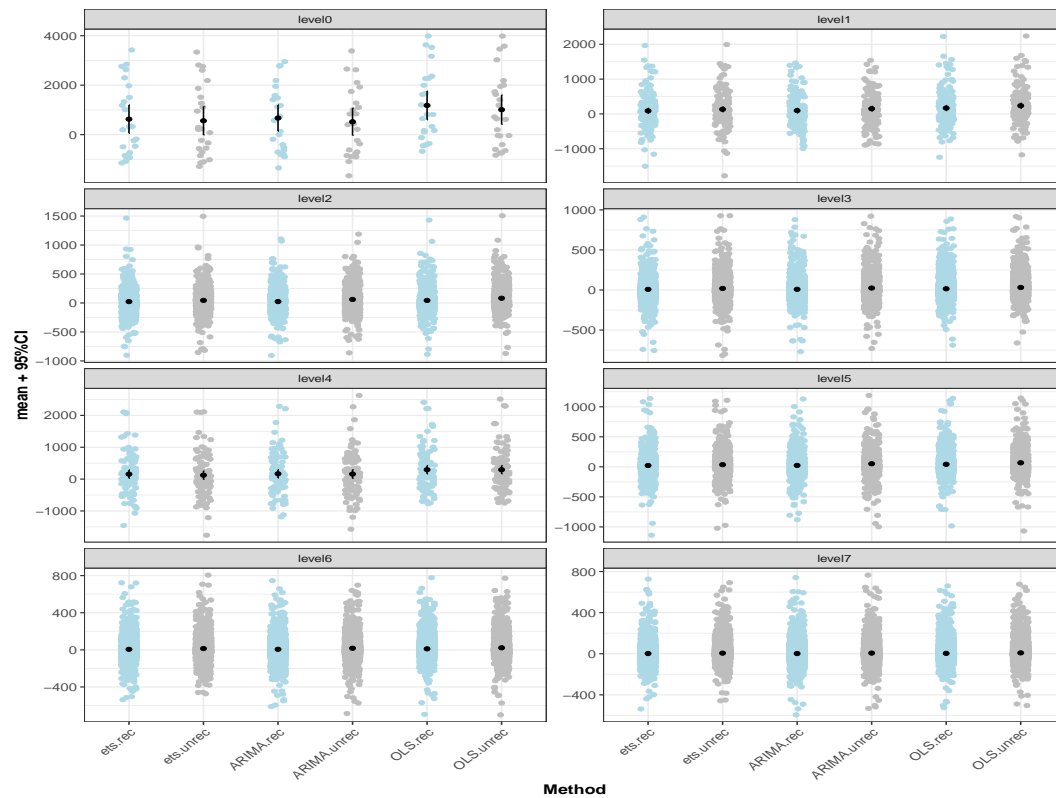 level0
level1
4000
2000
0
2000
1000
0
−1000
level2
level3
1500
1000
500
0
−500
−1000
1000
500
0
−500
level4
level5
2000
1000
0
−1000
1000
500
0
−500
−1000
level6
level7
800
400
0
−400
800
400
0
−400
mean + 95%CI
ets.rec
ets.unrec
ARIMA.rec
ARIMA.unrec
OLS.rec
OLS.unrec
ets.rec
ets.unrec
ARIMA.rec
ARIMA.unrec
OLS.rec
OLS.unrec
Method